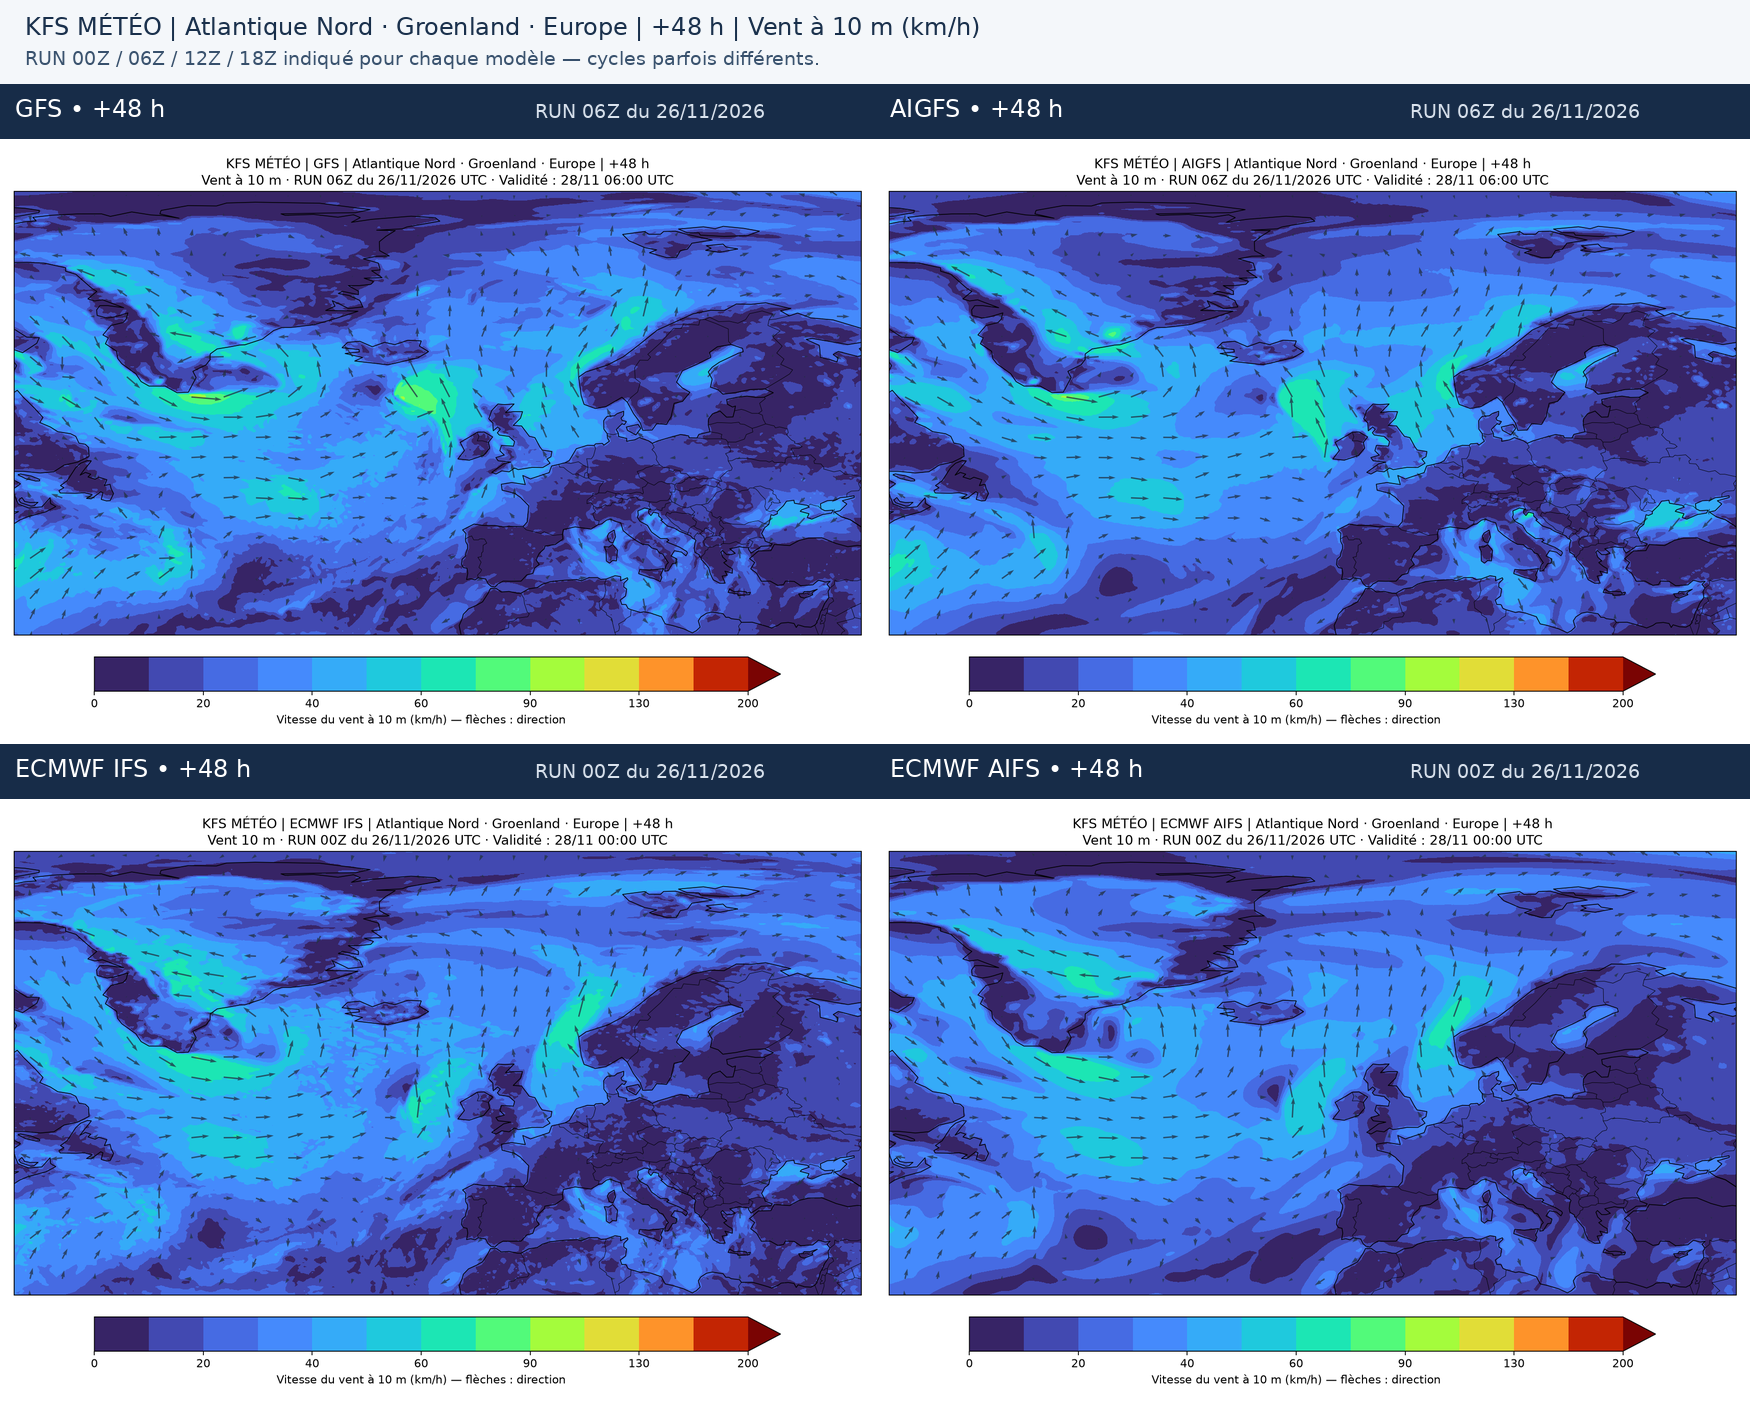 KFS MÉTÉO | Atlantique Nord · Groenland · Europe | +48 h | Vent à 10 m (km/h)
RUN 00Z / 06Z / 12Z / 18Z indiqué pour chaque modèle — cycles parfois différents.
GFS • +48 h
RUN 06Z du 26/11/2026
AIGFS • +48 h
RUN 06Z du 26/11/2026
KFS MÉTÉO | GFS | Atlantique Nord · Groenland · Europe | +48 h
Vent à 10 m · RUN 06Z du 26/11/2026 UTC · Validité : 28/11 06:00 UTC
KFS MÉTÉO | AIGFS | Atlantique Nord · Groenland · Europe | +48 h
Vent à 10 m · RUN 06Z du 26/11/2026 UTC · Validité : 28/11 06:00 UTC
0 20 40 60 90 130 200
Vitesse du vent à 10 m (km/h) — flèches : direction
0 20 40 60 90 130 200
Vitesse du vent à 10 m (km/h) — flèches : direction
ECMWF IFS • +48 h
RUN 00Z du 26/11/2026
ECMWF AIFS • +48 h
RUN 00Z du 26/11/2026
KFS MÉTÉO | ECMWF IFS | Atlantique Nord · Groenland · Europe | +48 h
Vent 10 m · RUN 00Z du 26/11/2026 UTC · Validité : 28/11 00:00 UTC
KFS MÉTÉO | ECMWF AIFS | Atlantique Nord · Groenland · Europe | +48 h
Vent 10 m · RUN 00Z du 26/11/2026 UTC · Validité : 28/11 00:00 UTC
0 20 40 60 90 130 200
Vitesse du vent à 10 m (km/h) — flèches : direction
0 20 40 60 90 130 200
Vitesse du vent à 10 m (km/h) — flèches : direction